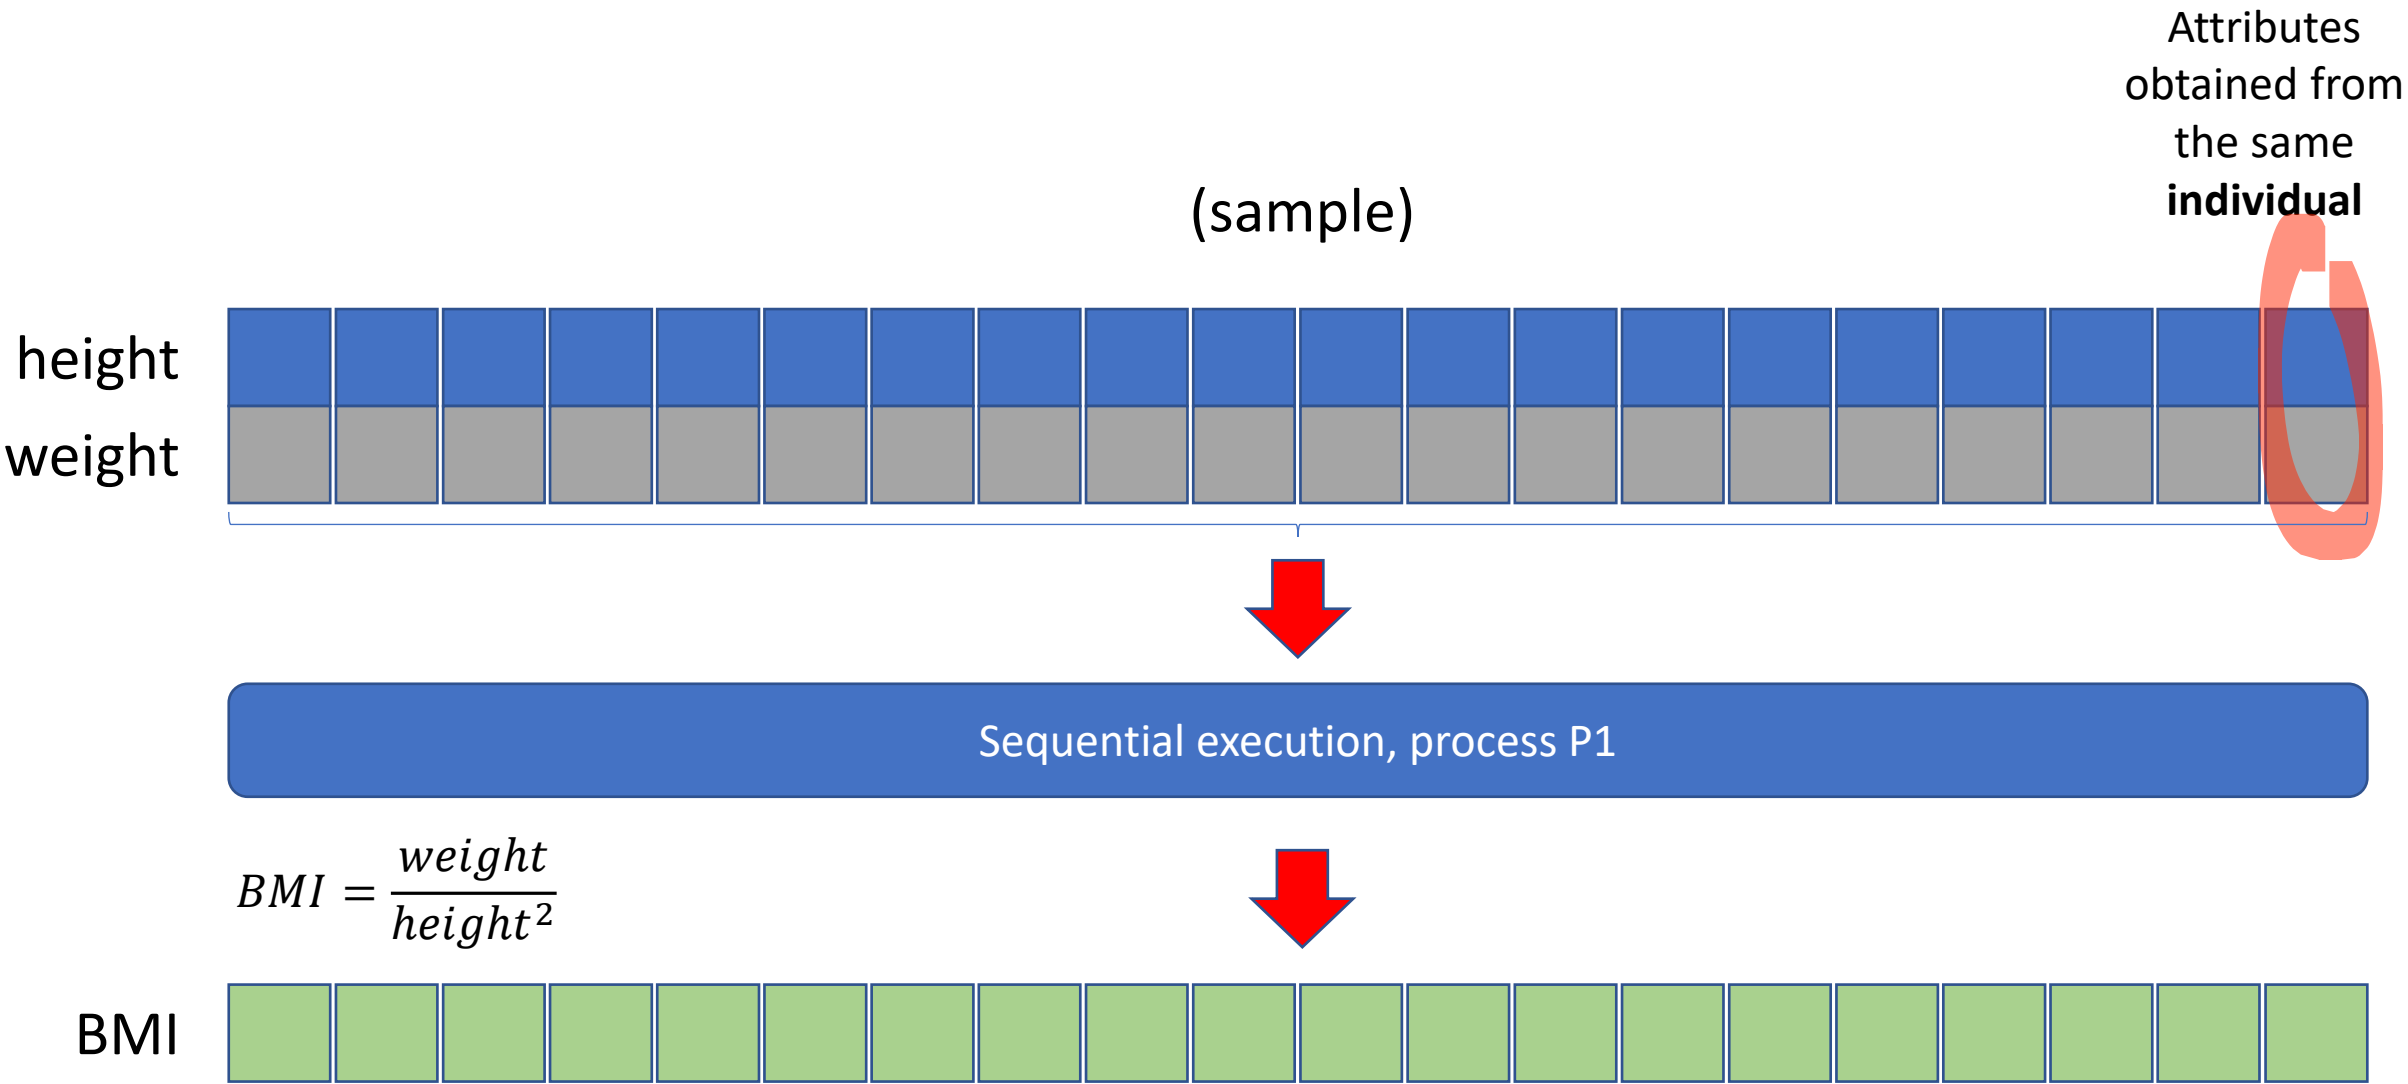 Attributes
obtained from
the same
individual
(sample)
height
weight
Sequential execution, process P1
BMI = weight / height²
BMI